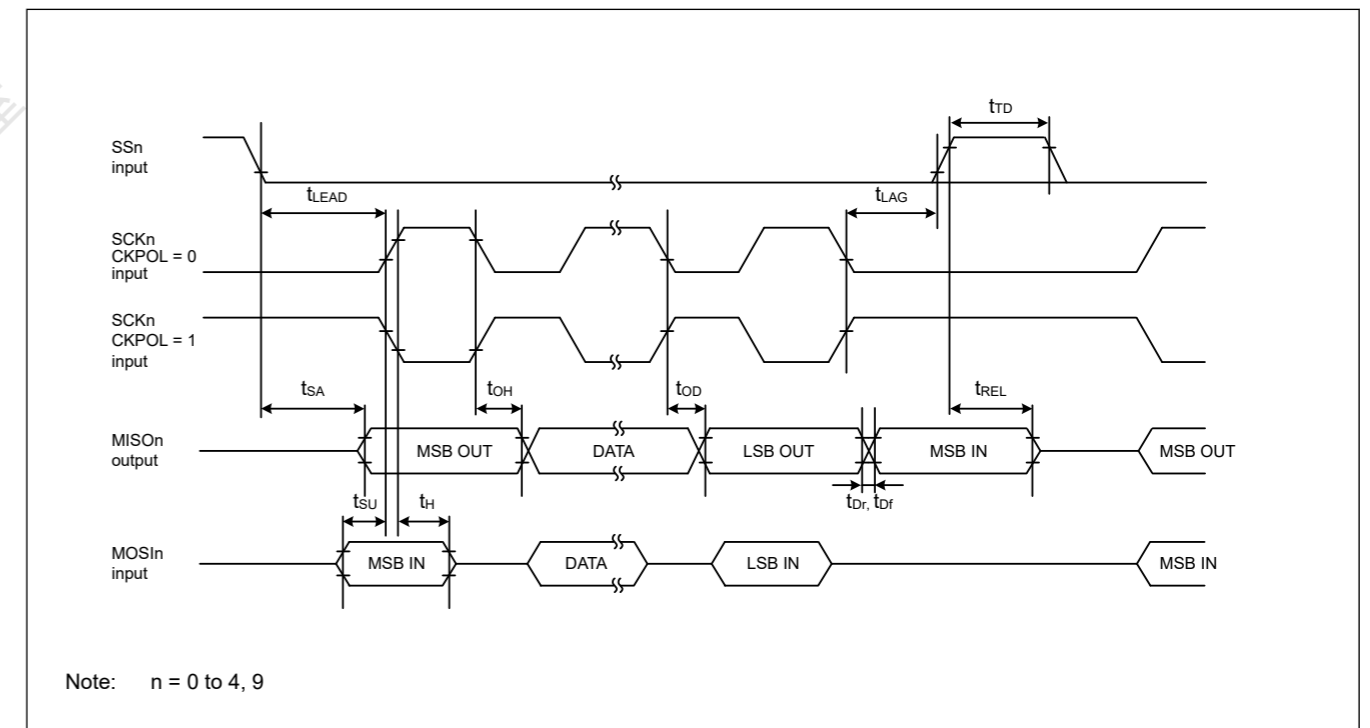 tTD
SSn
input
tLEAD
tLAG
SCKn
CKPOL = 0
input
SCKn
CKPOL = 1
input
tSA
tOH
tOD
tREL
MISOn
output
MSB OUT
DATA
LSB OUT
MSB IN
MSB OUT
tSU
tH
tDr, tDf
MOSIn
input
MSB IN
DATA
LSB IN
MSB IN
Note: n = 0 to 4, 9